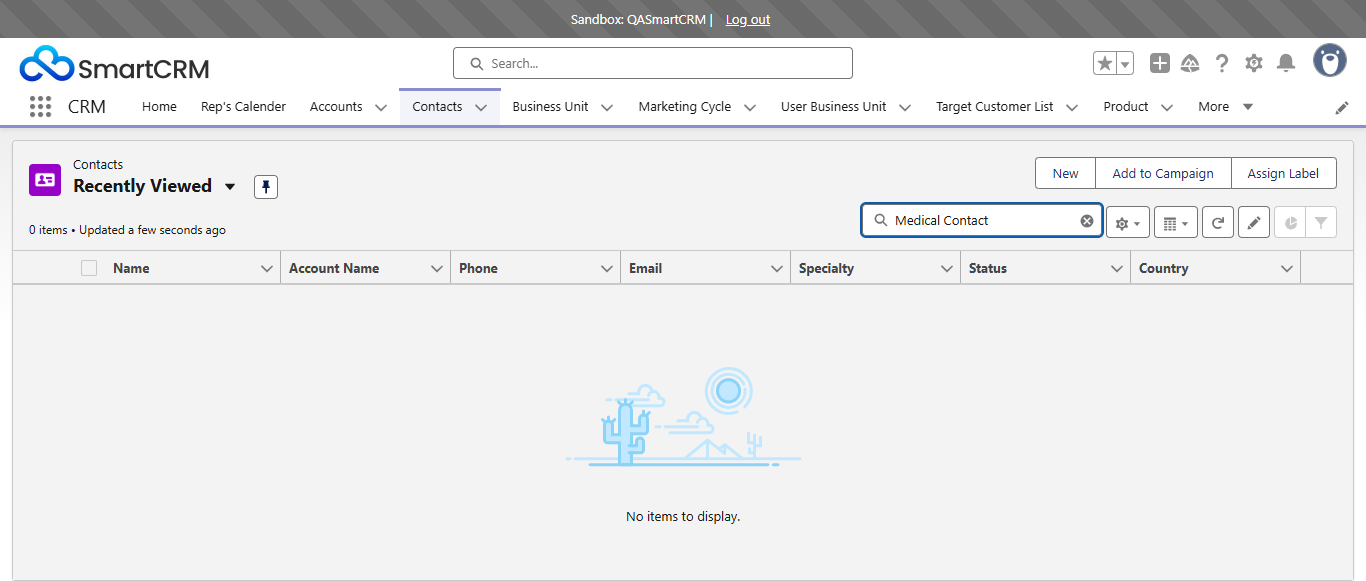 Sandbox: QASmartCRM | Log out
SmartCRM
Search...
CRM Home Rep's Calender Accounts Contacts Business Unit Marketing Cycle User Business Unit Target Customer List Product More
Contacts
Recently Viewed
New Add to Campaign Assign Label
0 items • Updated a few seconds ago
Medical Contact
Name Account Name Phone Email Specialty Status Country
No items to display.